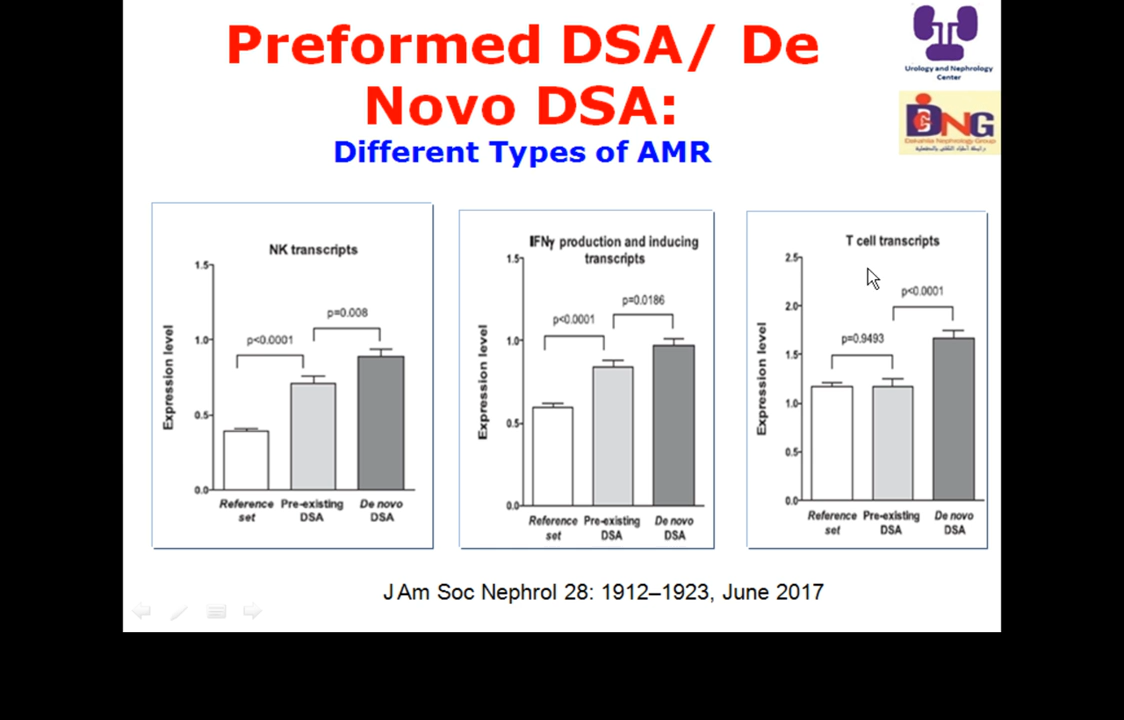 Preformed DSA/ De
Novo DSA:
Different Types of AMR
Urology and Nephrology
Center
DNG
Dakahlia Nephrology Group
NK transcripts
1.5
1.0
0.5
0.0
Expression level
p<0.0001
p=0.008
Reference
set
Pre-existing
DSA
De novo
DSA
IFNγ production and inducing
transcripts
1.5
1.0
0.5
0.0
Expression level
p<0.0001
p=0.0186
Reference
set
Pre-existing
DSA
De novo
DSA
T cell transcripts
2.5
2.0
1.5
1.0
0.5
0.0
Expression level
p=0.9493
p<0.0001
Reference
set
Pre-existing
DSA
De novo
DSA
J Am Soc Nephrol 28: 1912–1923, June 2017